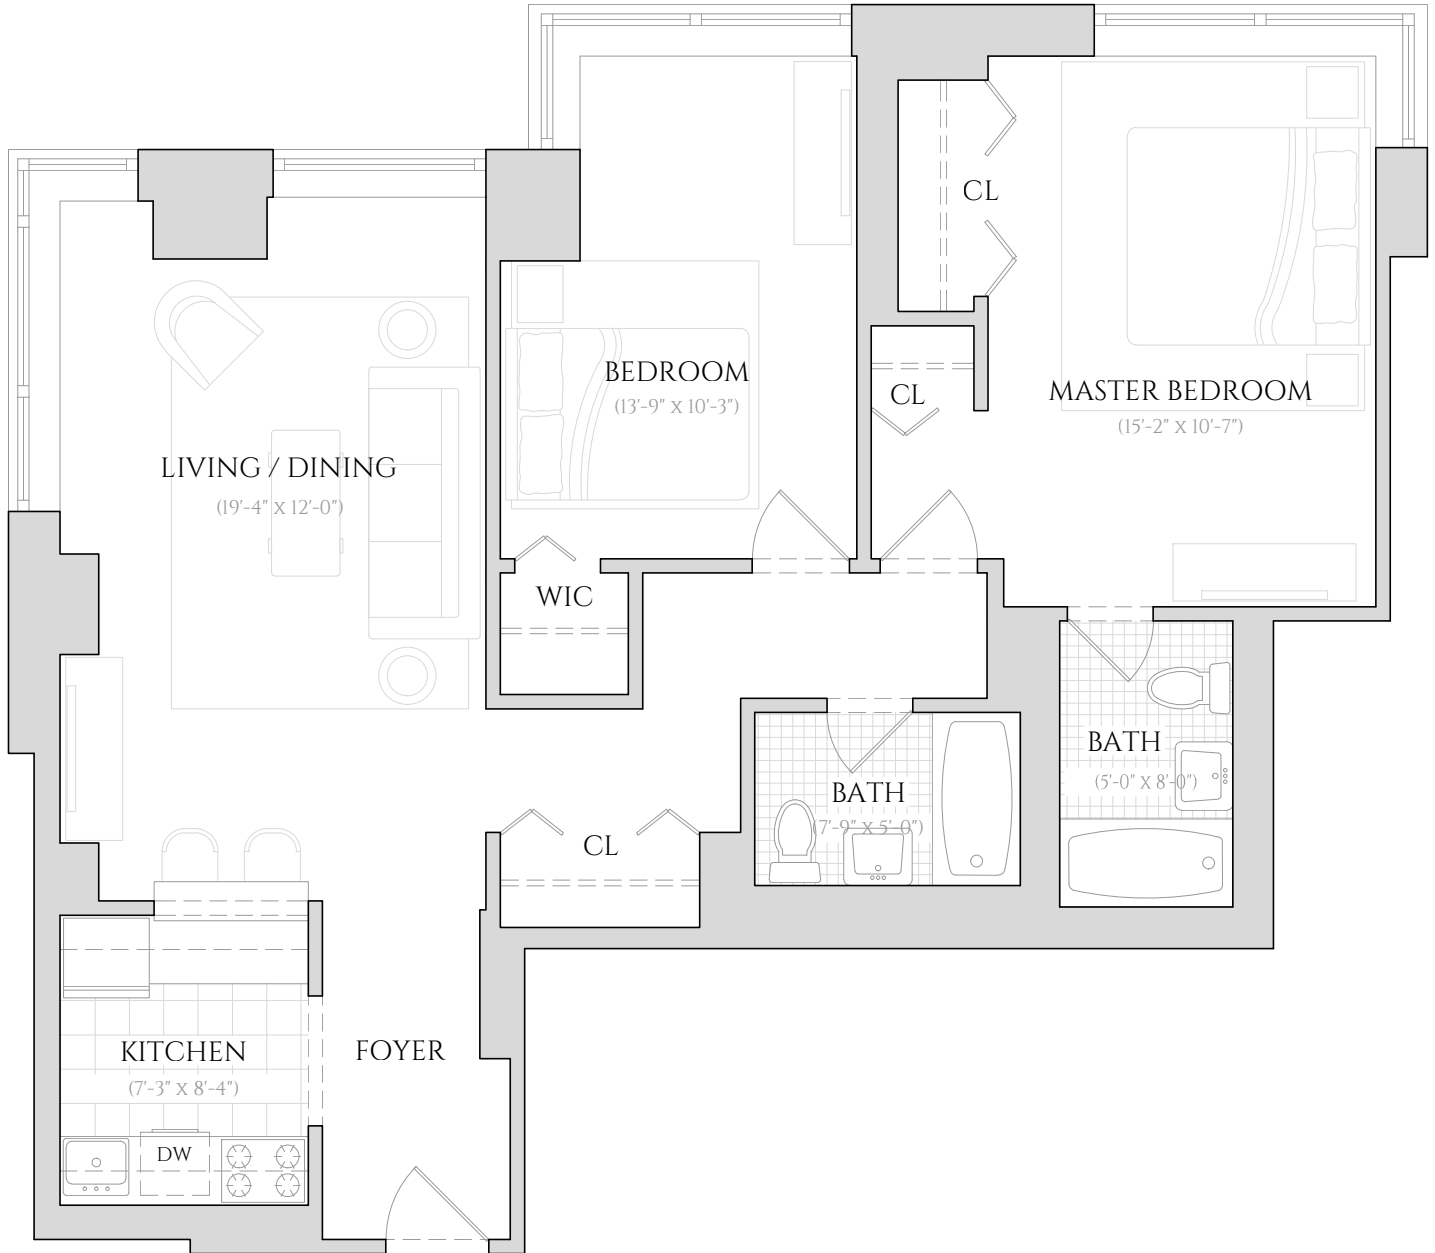 CL
BEDROOM
(13'-9" X 10'-3")
CL
MASTER BEDROOM
(15'-2" X 10'-7")
LIVING / DINING
(19'-4" X 12'-0")
WIC
BATH
(5'-0" X 8'-0")
BATH
(7'-9" X 5'-0")
CL
KITCHEN
(7'-3" X 8'-4")
FOYER
DW